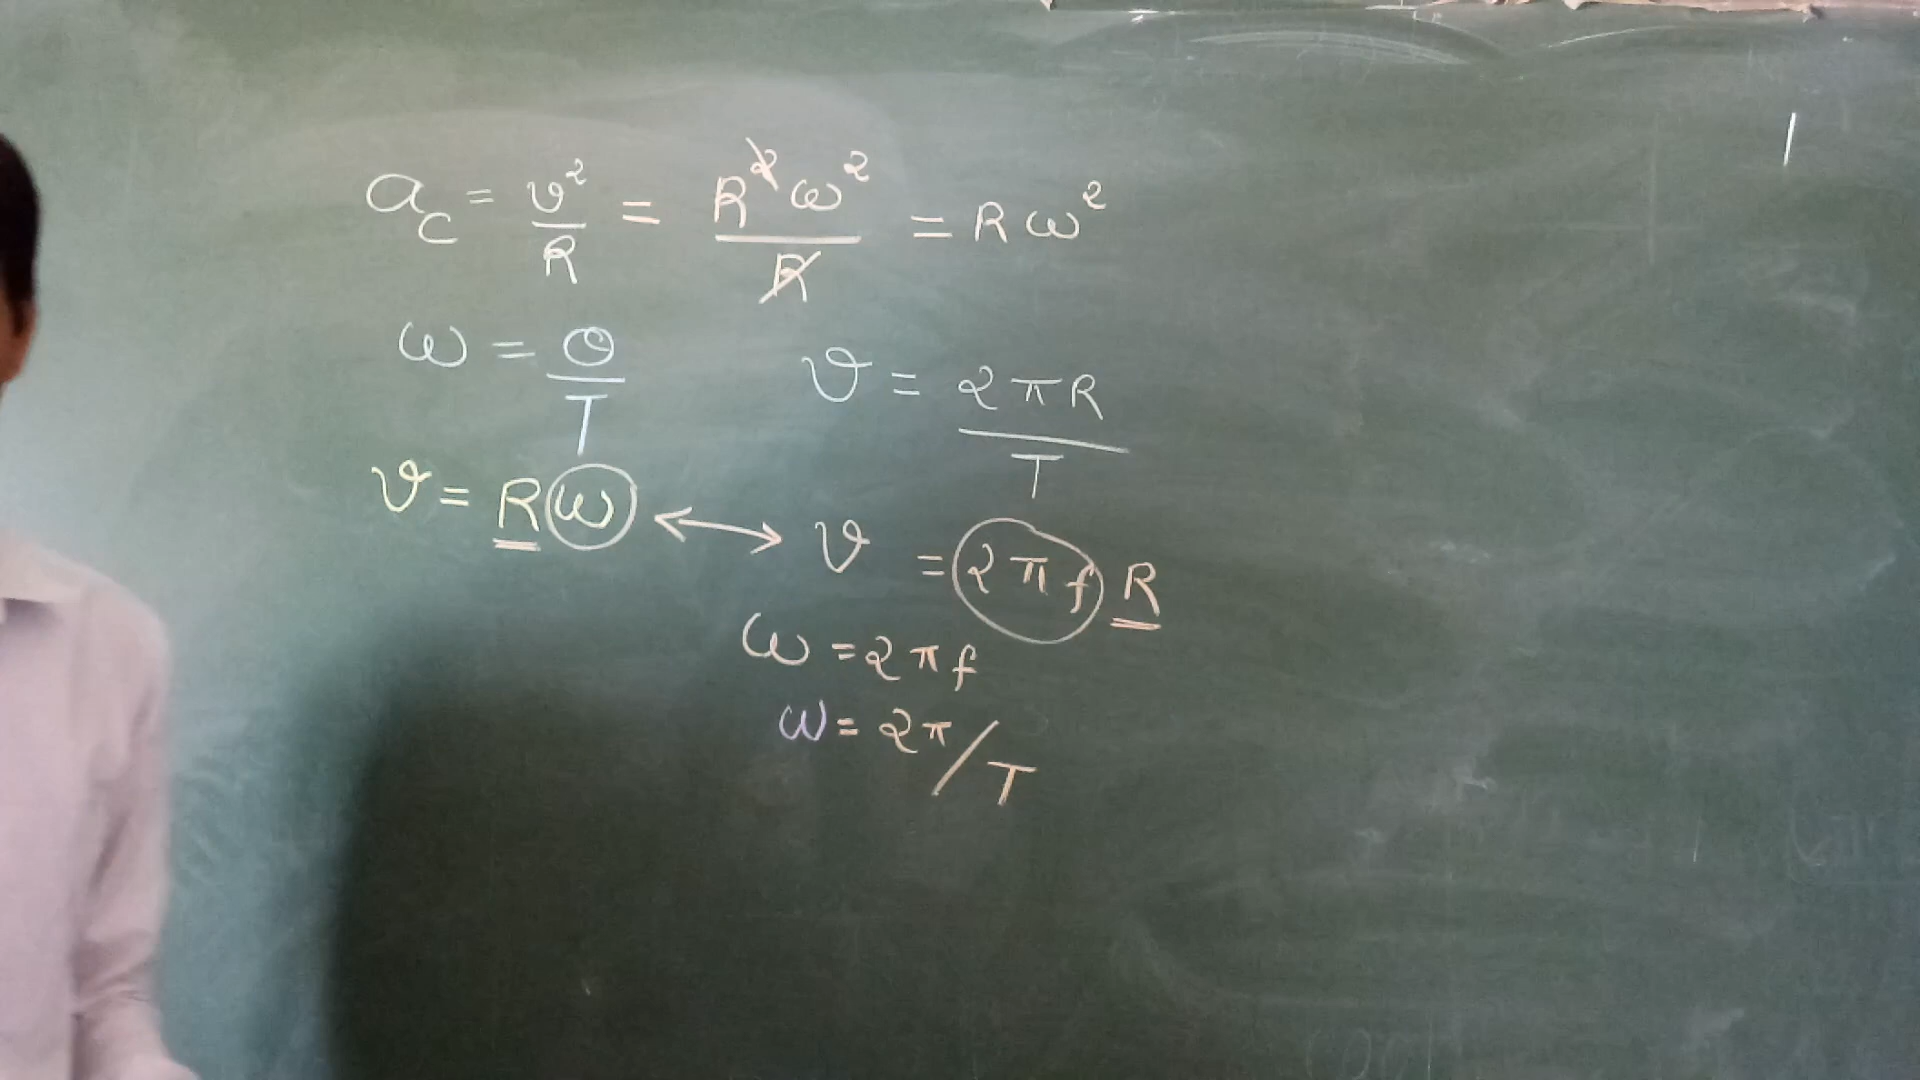 a_c = v²/R = R²ω²/R = Rω²
ω = Θ/T
v = 2πR/T
v = Rω ↔ v = 2πf R
ω = 2πf
ω = 2π/T